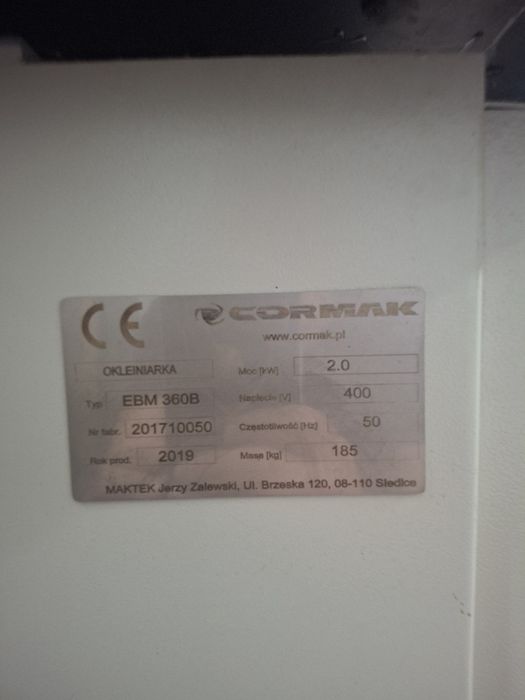 CE CORMAK
www.cormak.pl
OKLEINIARKA Moc [kW] 2.0
Typ EBM 360B Napięcie [V] 400
Nr fabr. 201710050 Częstotliwość [Hz] 50
Rok prod. 2019 Masa [kg] 185
MAKTEK Jerzy Zalewski, Ul. Brzeska 120, 08-110 Siedlce